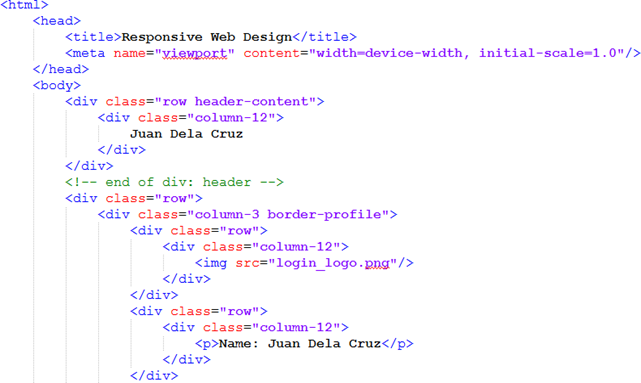 <html>
<head>
<title>Responsive Web Design</title>
<meta name="viewport" content="width=device-width, initial-scale=1.0"/>
</head>
<body>
<div class="row header-content">
<div class="column-12">
Juan Dela Cruz
</div>
</div>
<!-- end of div: header -->
<div class="row">
<div class="column-3 border-profile">
<div class="row">
<div class="column-12">
<img src="login_logo.png"/>
</div>
</div>
<div class="row">
<div class="column-12">
<p>Name: Juan Dela Cruz</p>
</div>
</div>